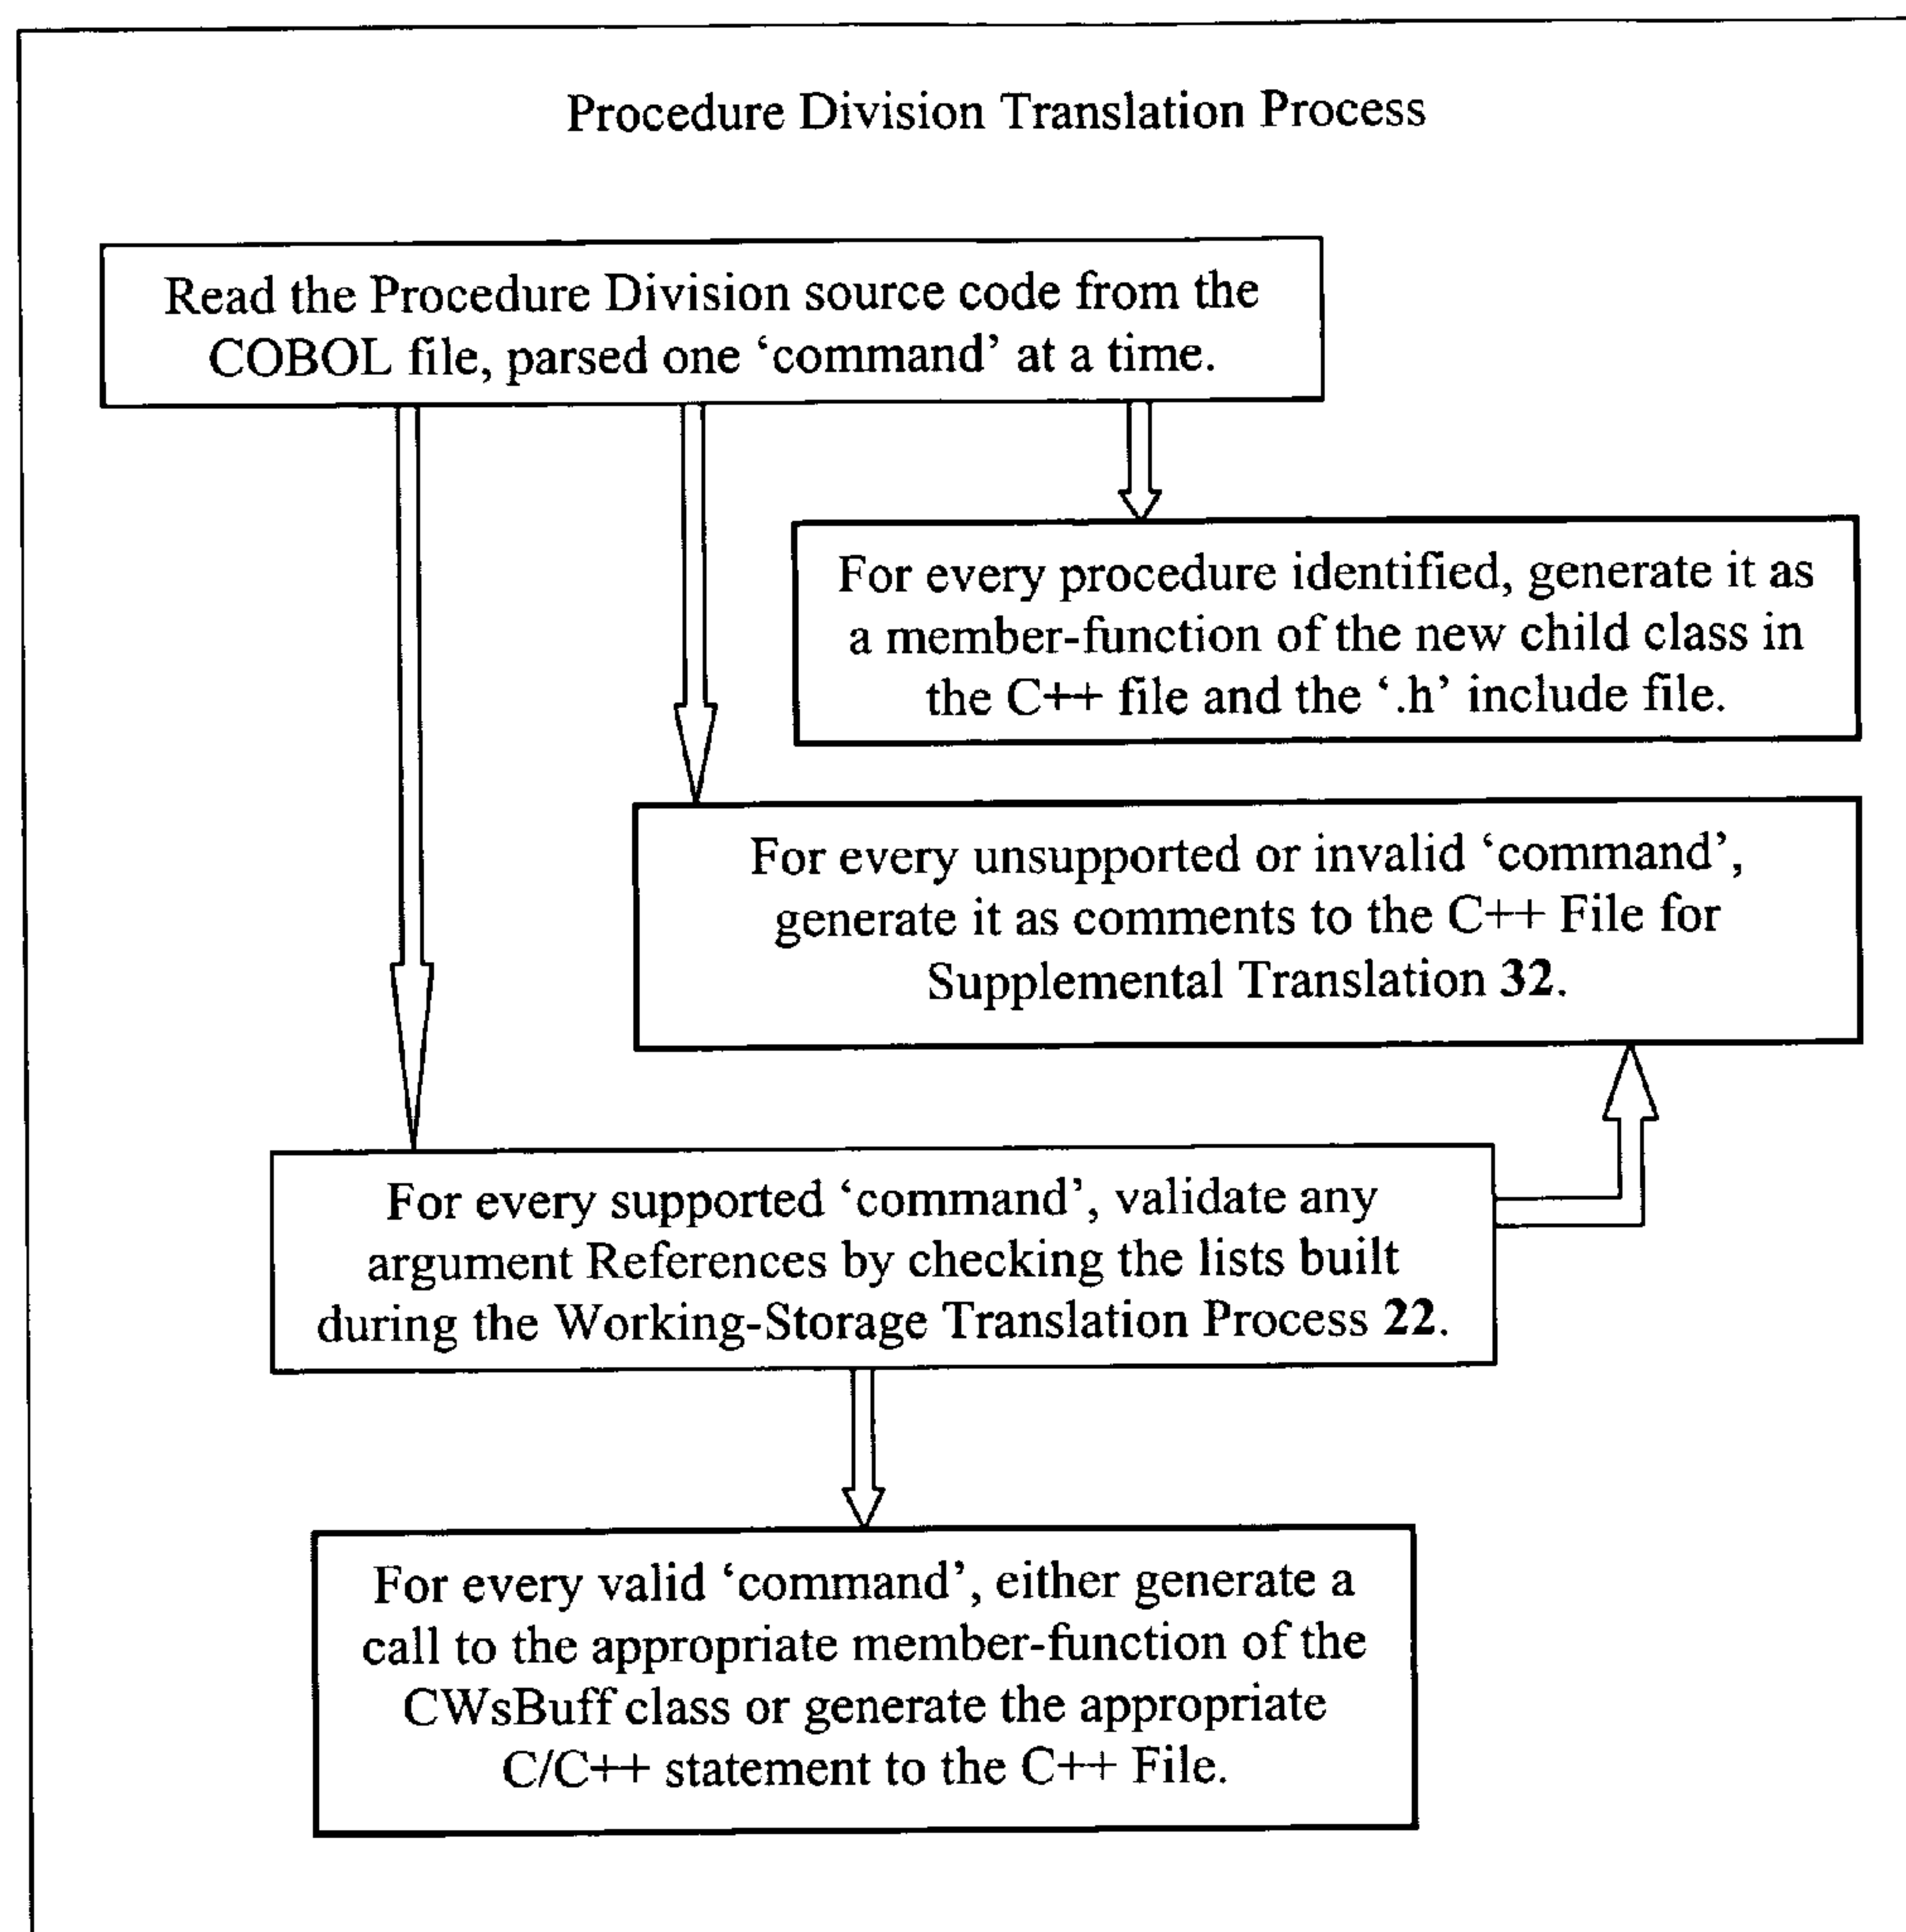 Procedure Division Translation Process
Read the Procedure Division source code from the
COBOL file, parsed one ‘command’ at a time.
For every procedure identified, generate it as
a member-function of the new child class in
the C++ file and the ‘.h’ include file.
For every unsupported or invalid ‘command’,
generate it as comments to the C++ File for
Supplemental Translation 32.
For every supported ‘command’, validate any
argument References by checking the lists built
during the Working-Storage Translation Process 22.
For every valid ‘command’, either generate a
call to the appropriate member-function of the
CWsBuff class or generate the appropriate
C/C++ statement to the C++ File.